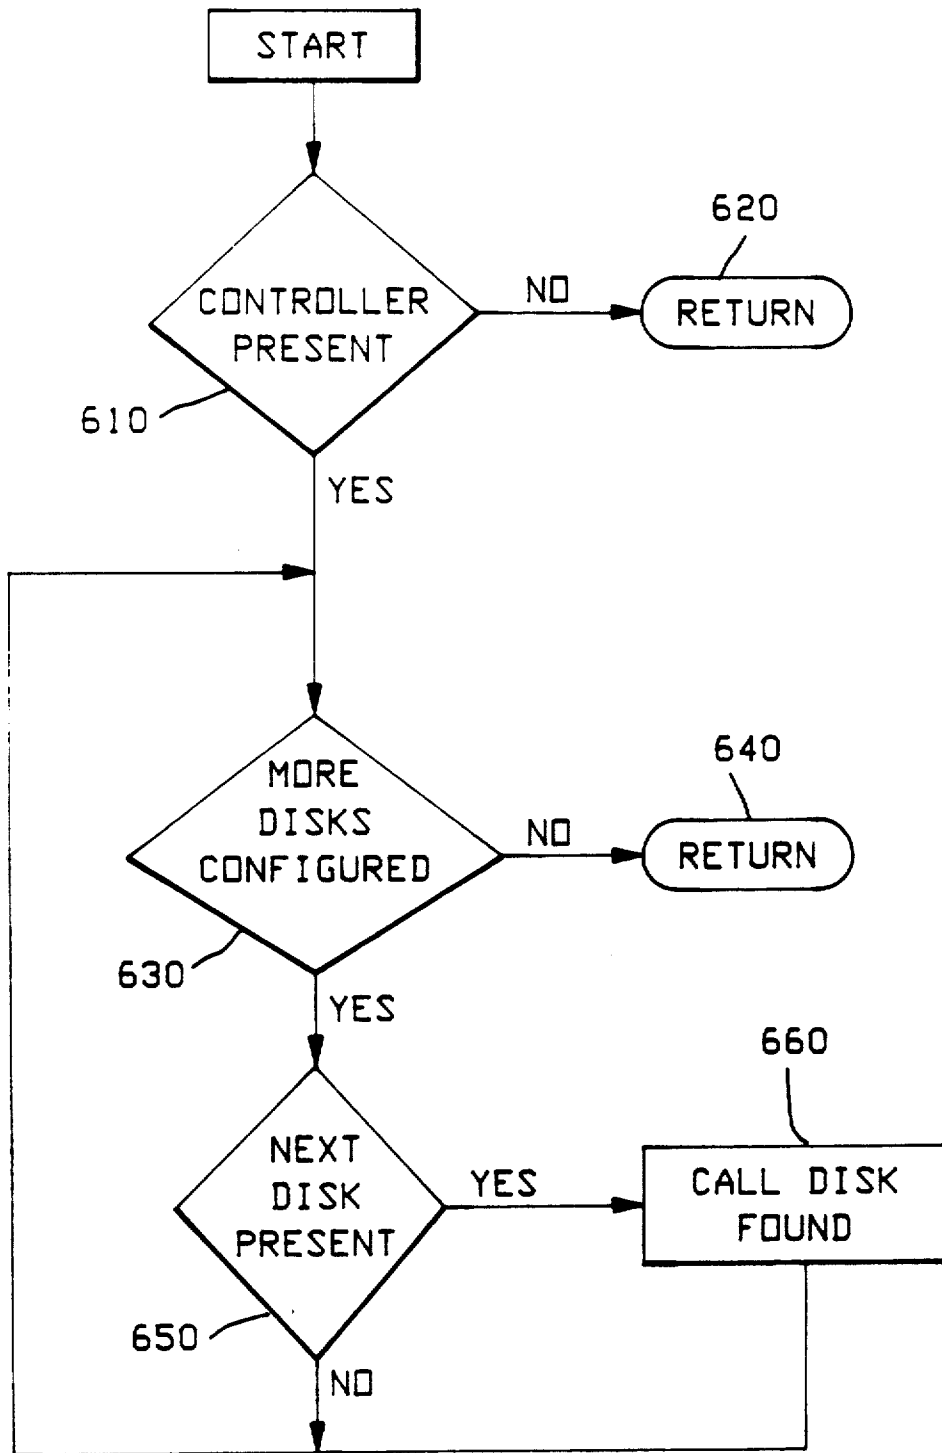 START
620
CONTROLLER
PRESENT
NO
RETURN
610
YES
640
MORE
DISKS
CONFIGURED
NO
RETURN
630
YES
660
NEXT
DISK
PRESENT
YES
CALL DISK
FOUND
650
NO